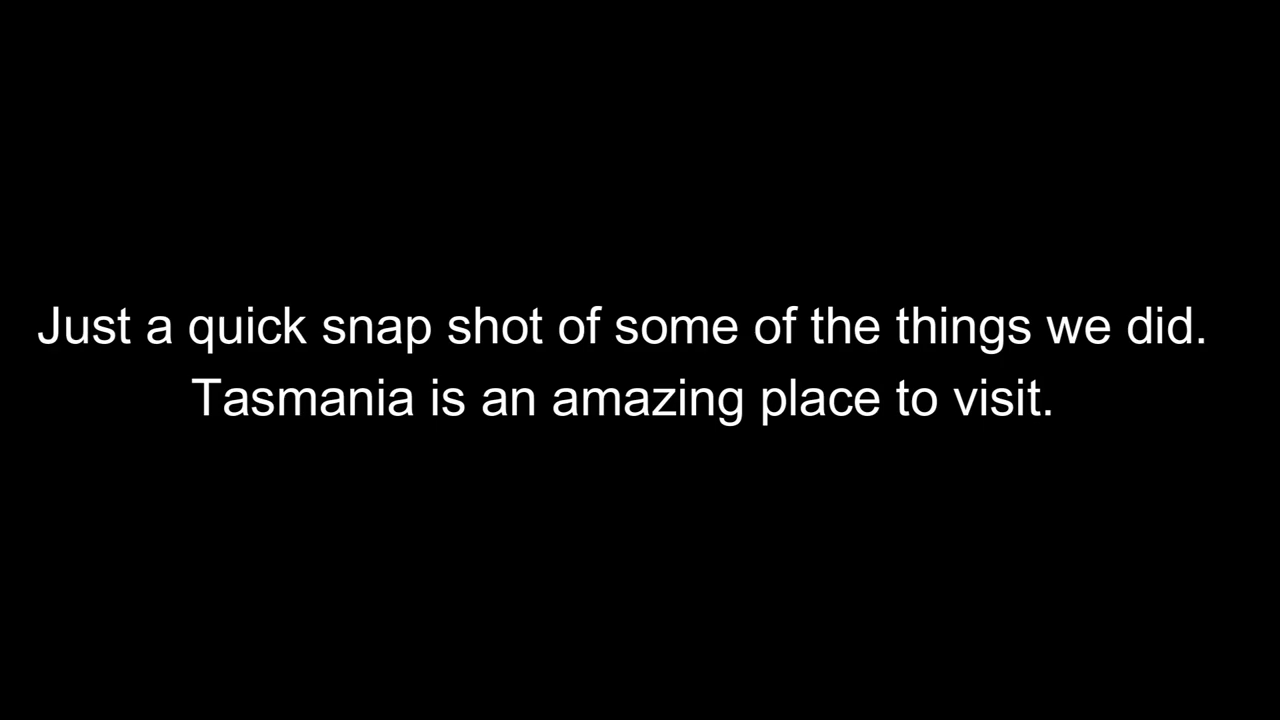 Just a quick snap shot of some of the things we did.
Tasmania is an amazing place to visit.